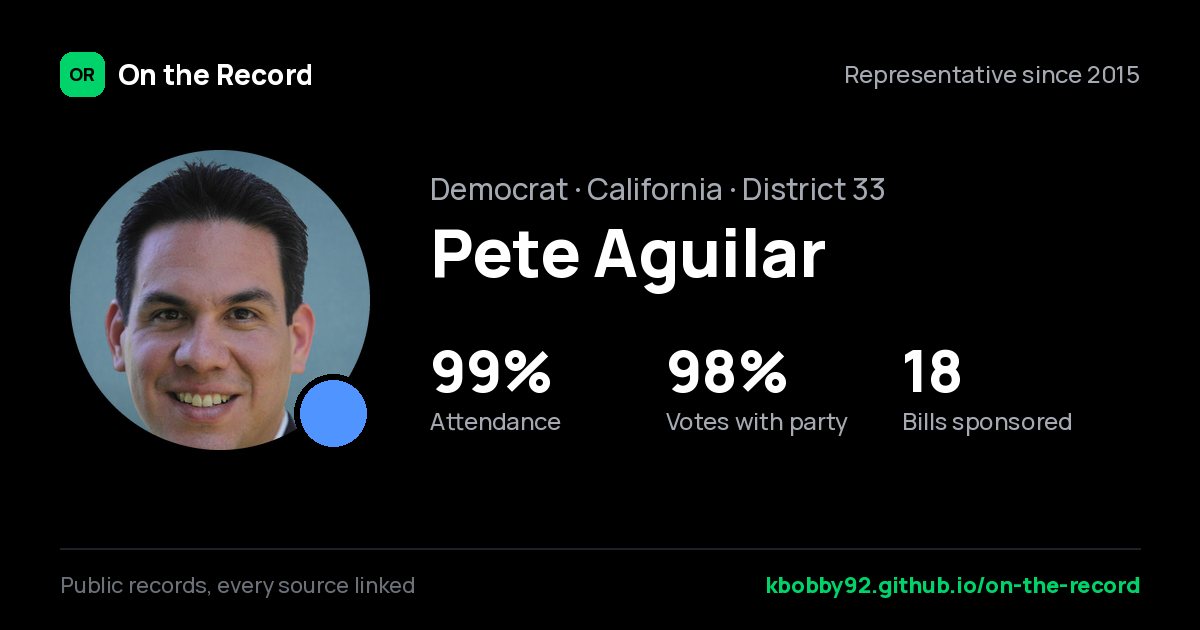 OR On the Record
Representative since 2015
Democrat · California · District 33
Pete Aguilar
99% 98% 18
Attendance Votes with party Bills sponsored
Public records, every source linked
kbobby92.github.io/on-the-record